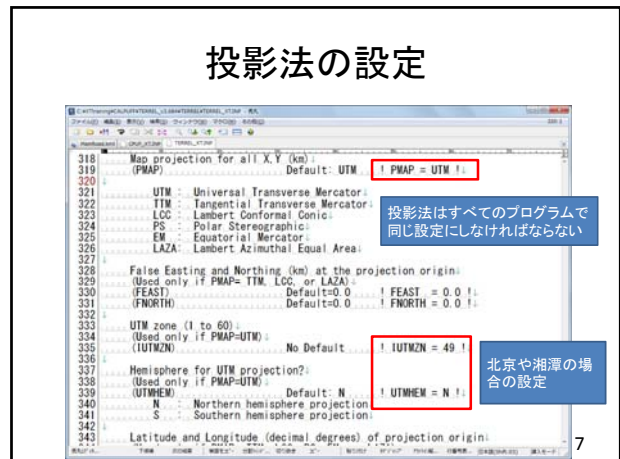 投影法の設定
318 Map projection for all X,Y (km)
319 (PMAP) Default: UTM ! PMAP = UTM !
320
321 UTM : Universal Transverse Mercator
322 TTM : Tangential Transverse Mercator
323 LCC : Lambert Conformal Conic
324 PS : Polar Stereographic
325 EM : Equatorial Mercator
326 LAZA: Lambert Azimuthal Equal Area
327
328 False Easting and Northing (km) at the projection origin
329 (Used only if PMAP= TTM, LCC, or LAZA)
330 (FEAST) Default=0.0 ! FEAST = 0.0 !
331 (FNORTH) Default=0.0 ! FNORTH = 0.0 !
332
333 UTM zone (1 to 60)
334 (Used only if PMAP=UTM)
335 (IUTMZN) No Default ! IUTMZN = 49 !
336
337 Hemisphere for UTM projection?
338 (Used only if PMAP=UTM)
339 (UTMHEM) Default: N ! UTMHEM = N !
340 N : Northern hemisphere projection
341 S : Southern hemisphere projection
342
343 Latitude and Longitude (decimal degrees) of projection origin
投影法はすべてのプログラムで
同じ設定にしなければならない
北京や湘潭の場
合の設定
7